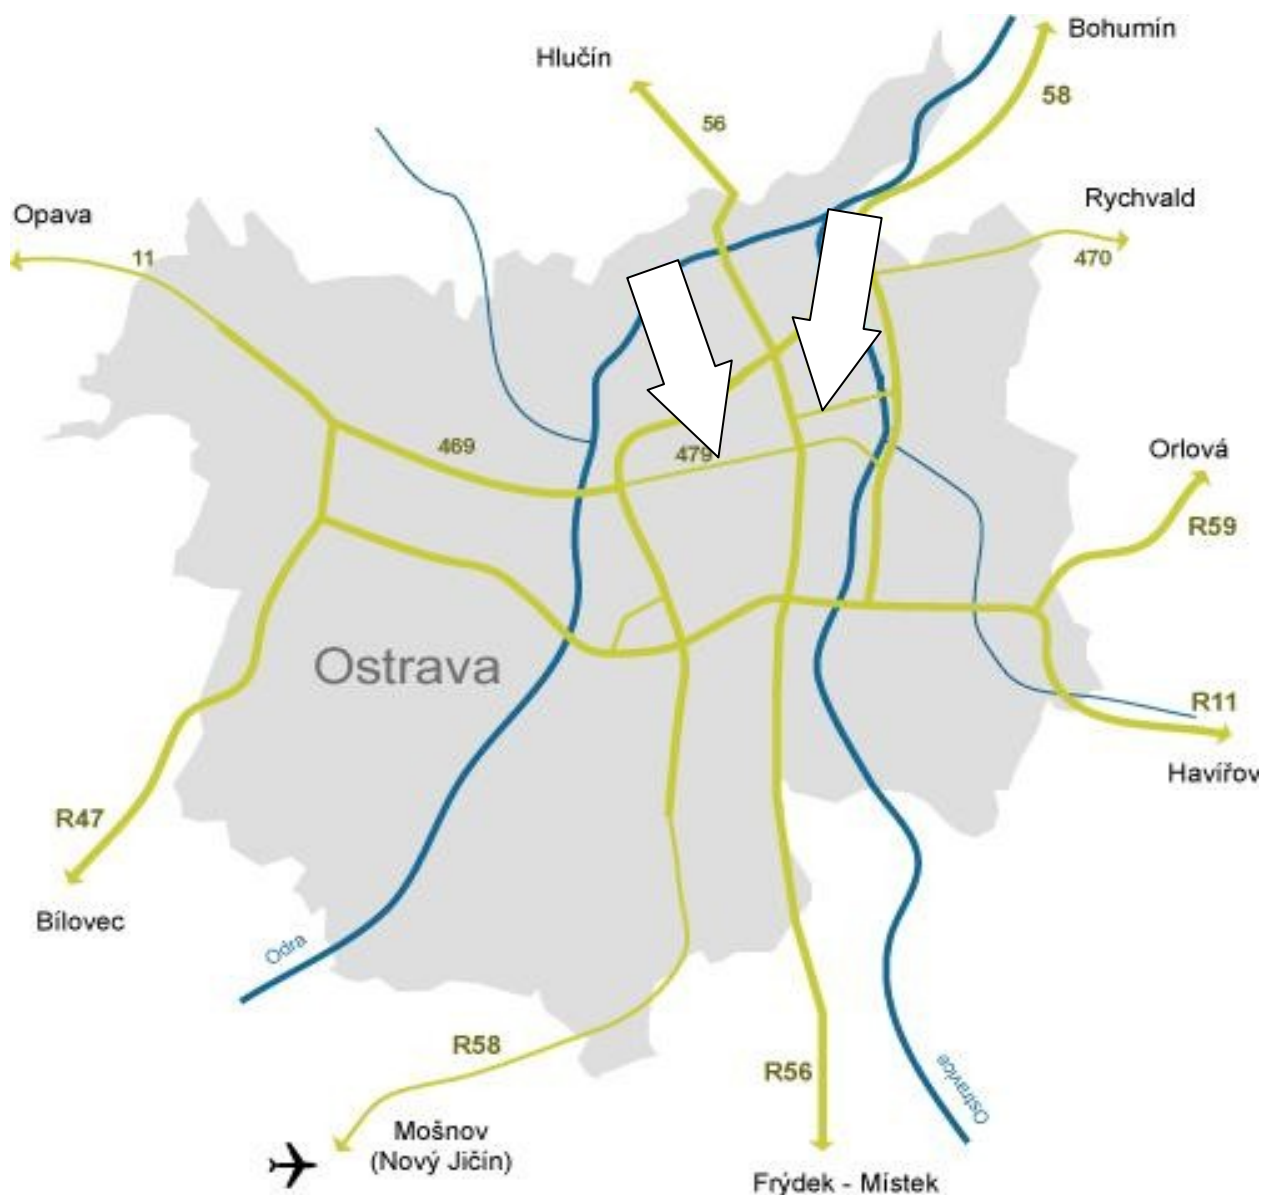 Bohumín
Hlučín
58
56
Rychvald
Opava
11
470
469
479
Orlová
R59
Ostrava
R11
Havířov
R47
Bílovec
Odra
R58
R56
Ostravice
Mošnov
(Nový Jičín)
Frýdek - Místek